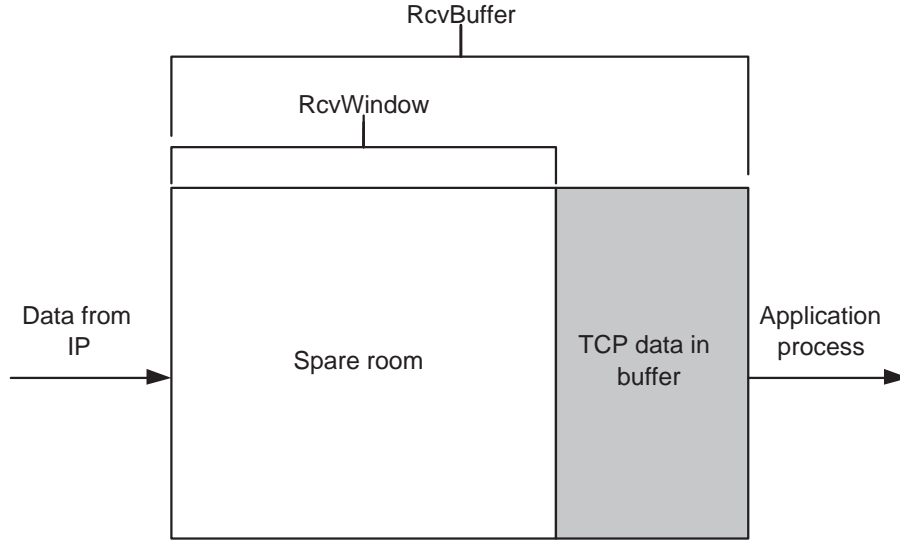 RcvBuffer
RcvWindow
Data from
IP
Spare room
TCP data in
buffer
Application
process